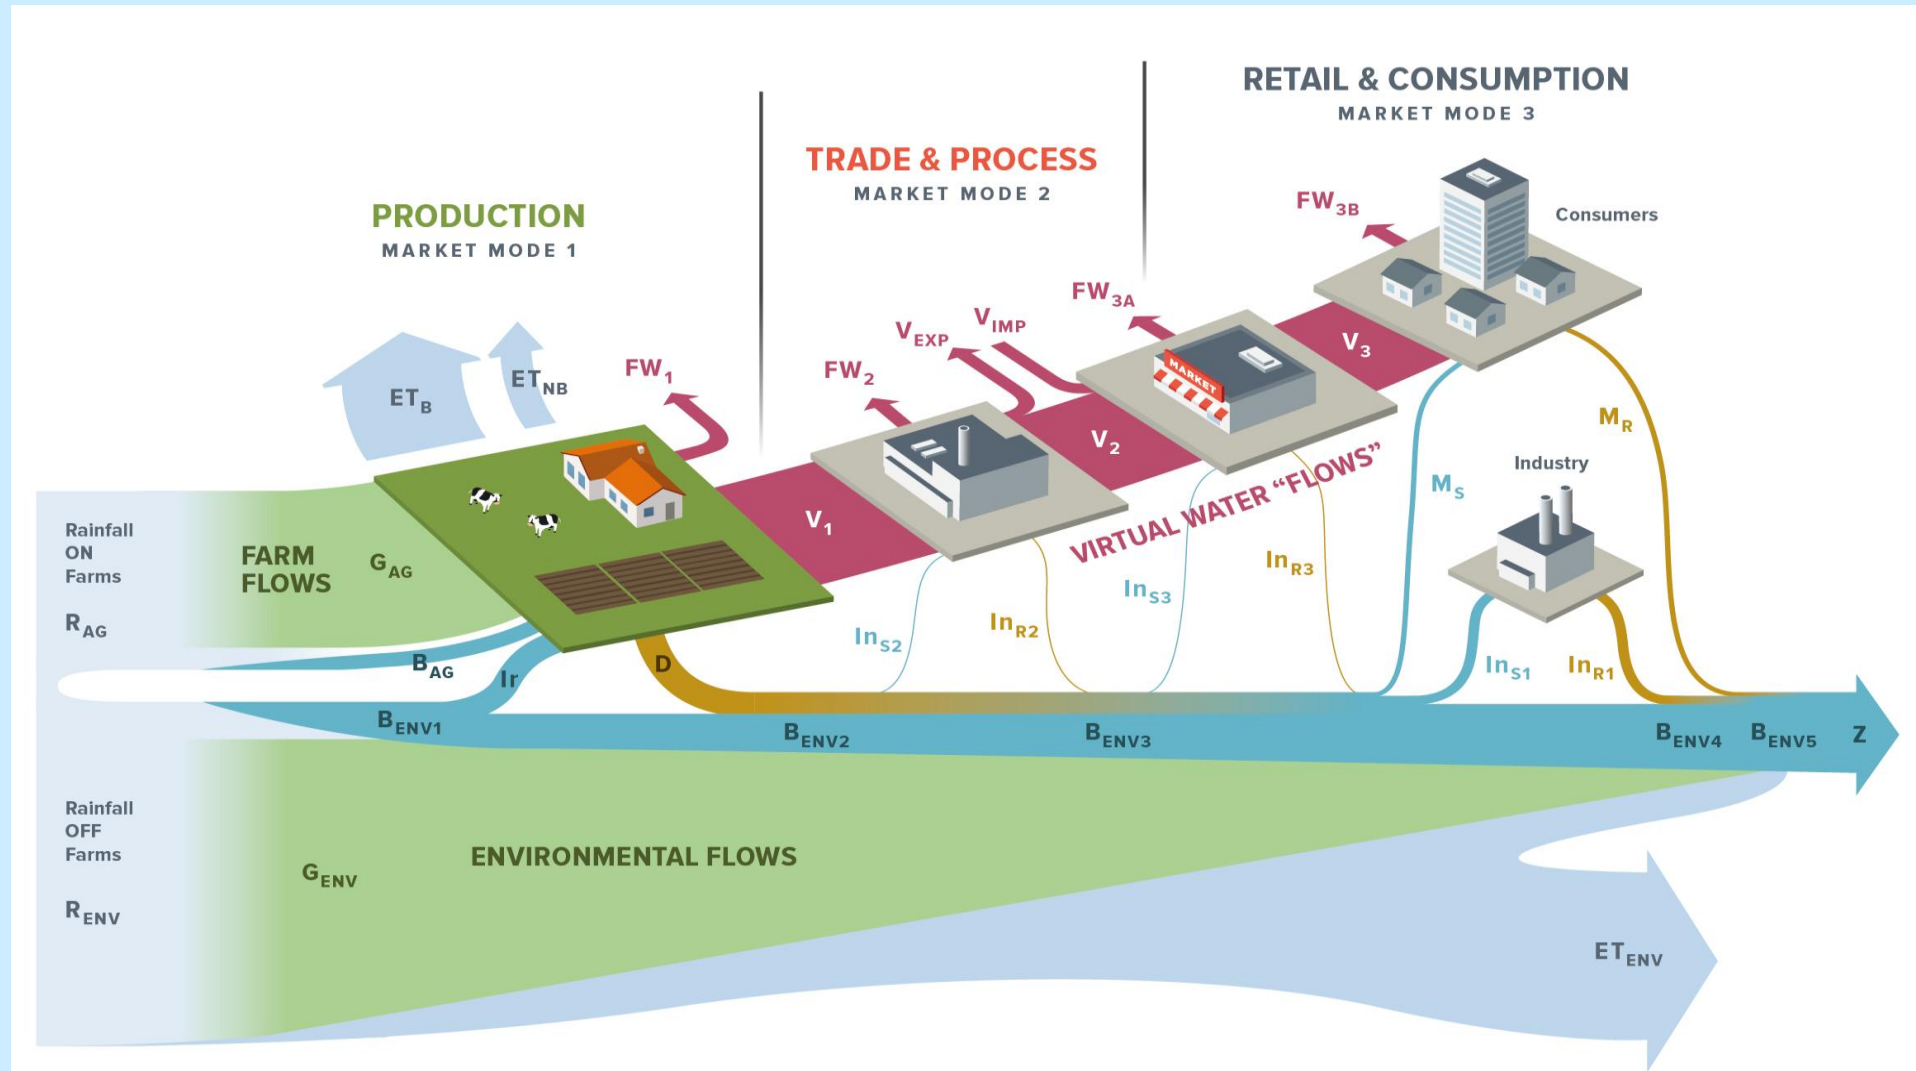 RETAIL & CONSUMPTION
MARKET MODE 3
TRADE & PROCESS
MARKET MODE 2
PRODUCTION
MARKET MODE 1
FW3B
Consumers
FW3A
VIMP
VEXP
V3
FW2
FW1
ETB
ETNB
MARKET
V2
MR
Industry
MS
V1
VIRTUAL WATER “FLOWS”
Rainfall
ON
Farms
RAG
FARM
FLOWS
GAG
InS3
InR3
InS2
InR2
BAG
Ir
D
InS1
InR1
BENV1
BENV2
BENV3
BENV4
BENV5
Z
Rainfall
OFF
Farms
RENV
GENV
ENVIRONMENTAL FLOWS
ETENV